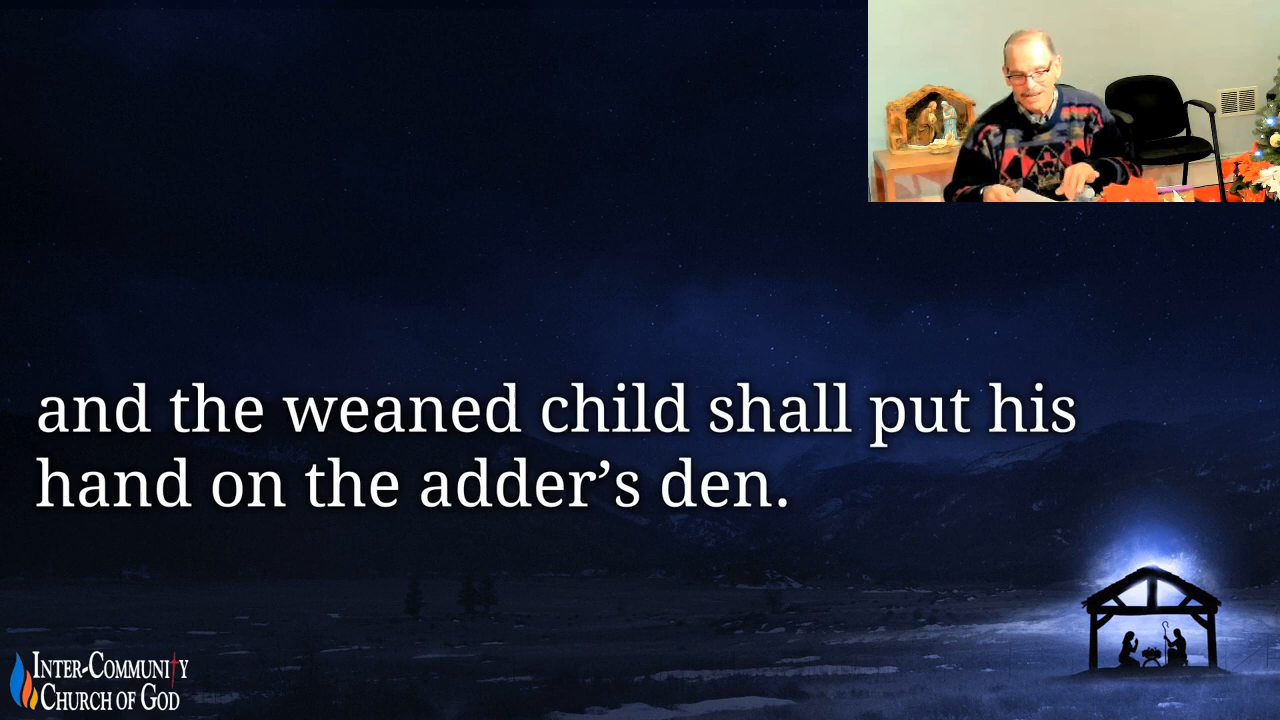 and the weaned child shall put his
hand on the adder’s den.
Inter-Community
Church of God